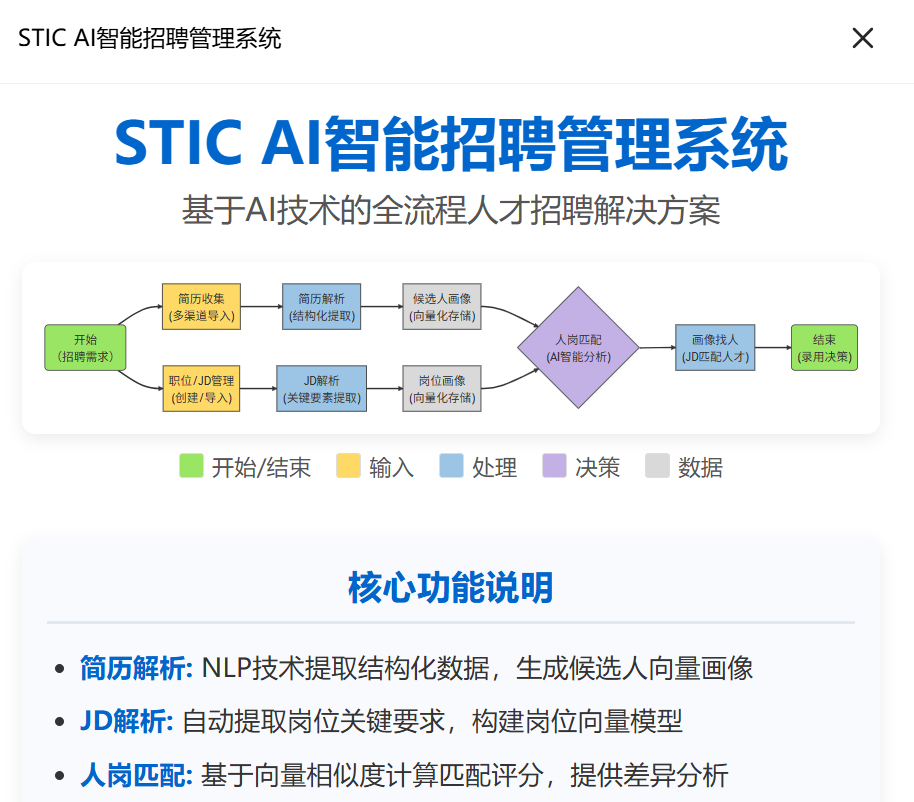 STIC AI智能招聘管理系统
STIC AI智能招聘管理系统
基于AI技术的全流程人才招聘解决方案
开始
(招聘需求)
简历收集
(多渠道导入)
简历解析
(结构化提取)
候选人画像
(向量化存储)
职位/JD管理
(创建/导入)
JD解析
(关键要素提取)
岗位画像
(向量化存储)
人岗匹配
(AI智能分析)
画像找人
(JD匹配人才)
结束
(录用决策)
开始/结束 输入 处理 决策 数据
核心功能说明
• 简历解析: NLP技术提取结构化数据，生成候选人向量画像
• JD解析: 自动提取岗位关键要求，构建岗位向量模型
• 人岗匹配: 基于向量相似度计算匹配评分，提供差异分析